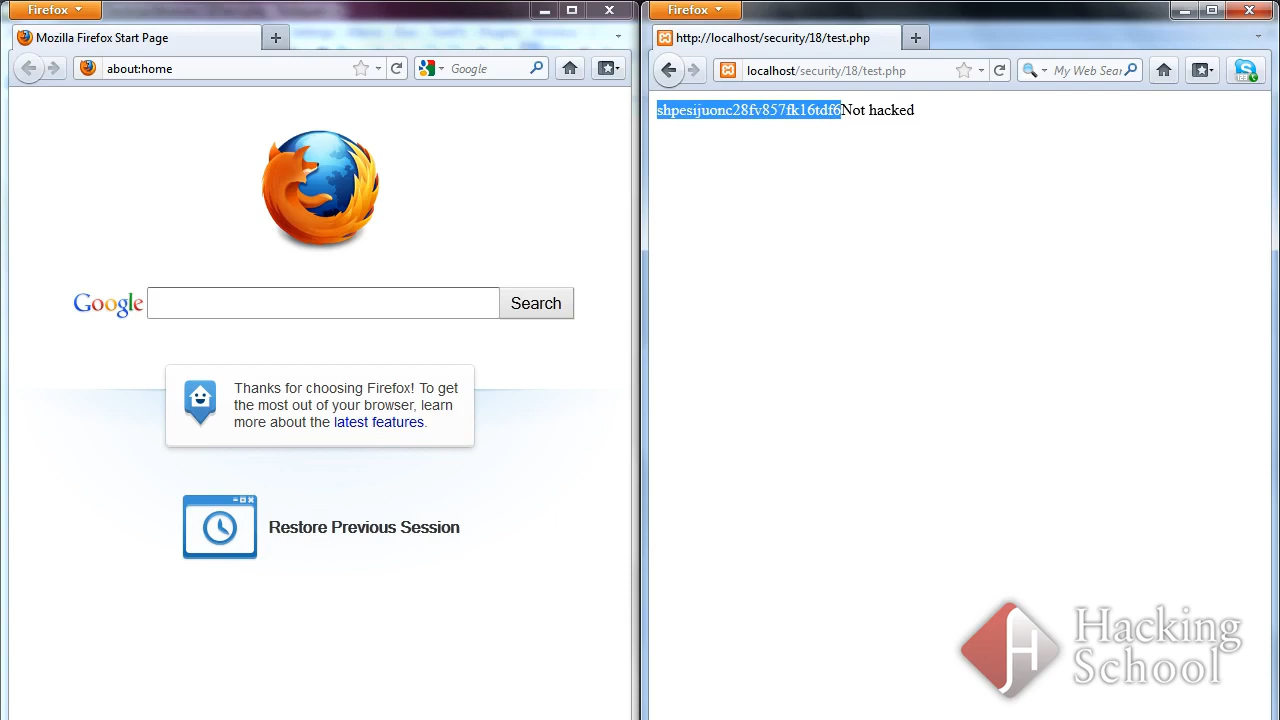 Firefox
Mozilla Firefox Start Page
about:home
Google
Google
Search
Thanks for choosing Firefox! To get
the most out of your browser, learn
more about the latest features.
Restore Previous Session
Firefox
http://localhost/security/18/test.php
localhost/security/18/test.php
My Web Sear
shpesijuonc28fv857fk16tdf6Not hacked
Hacking
School